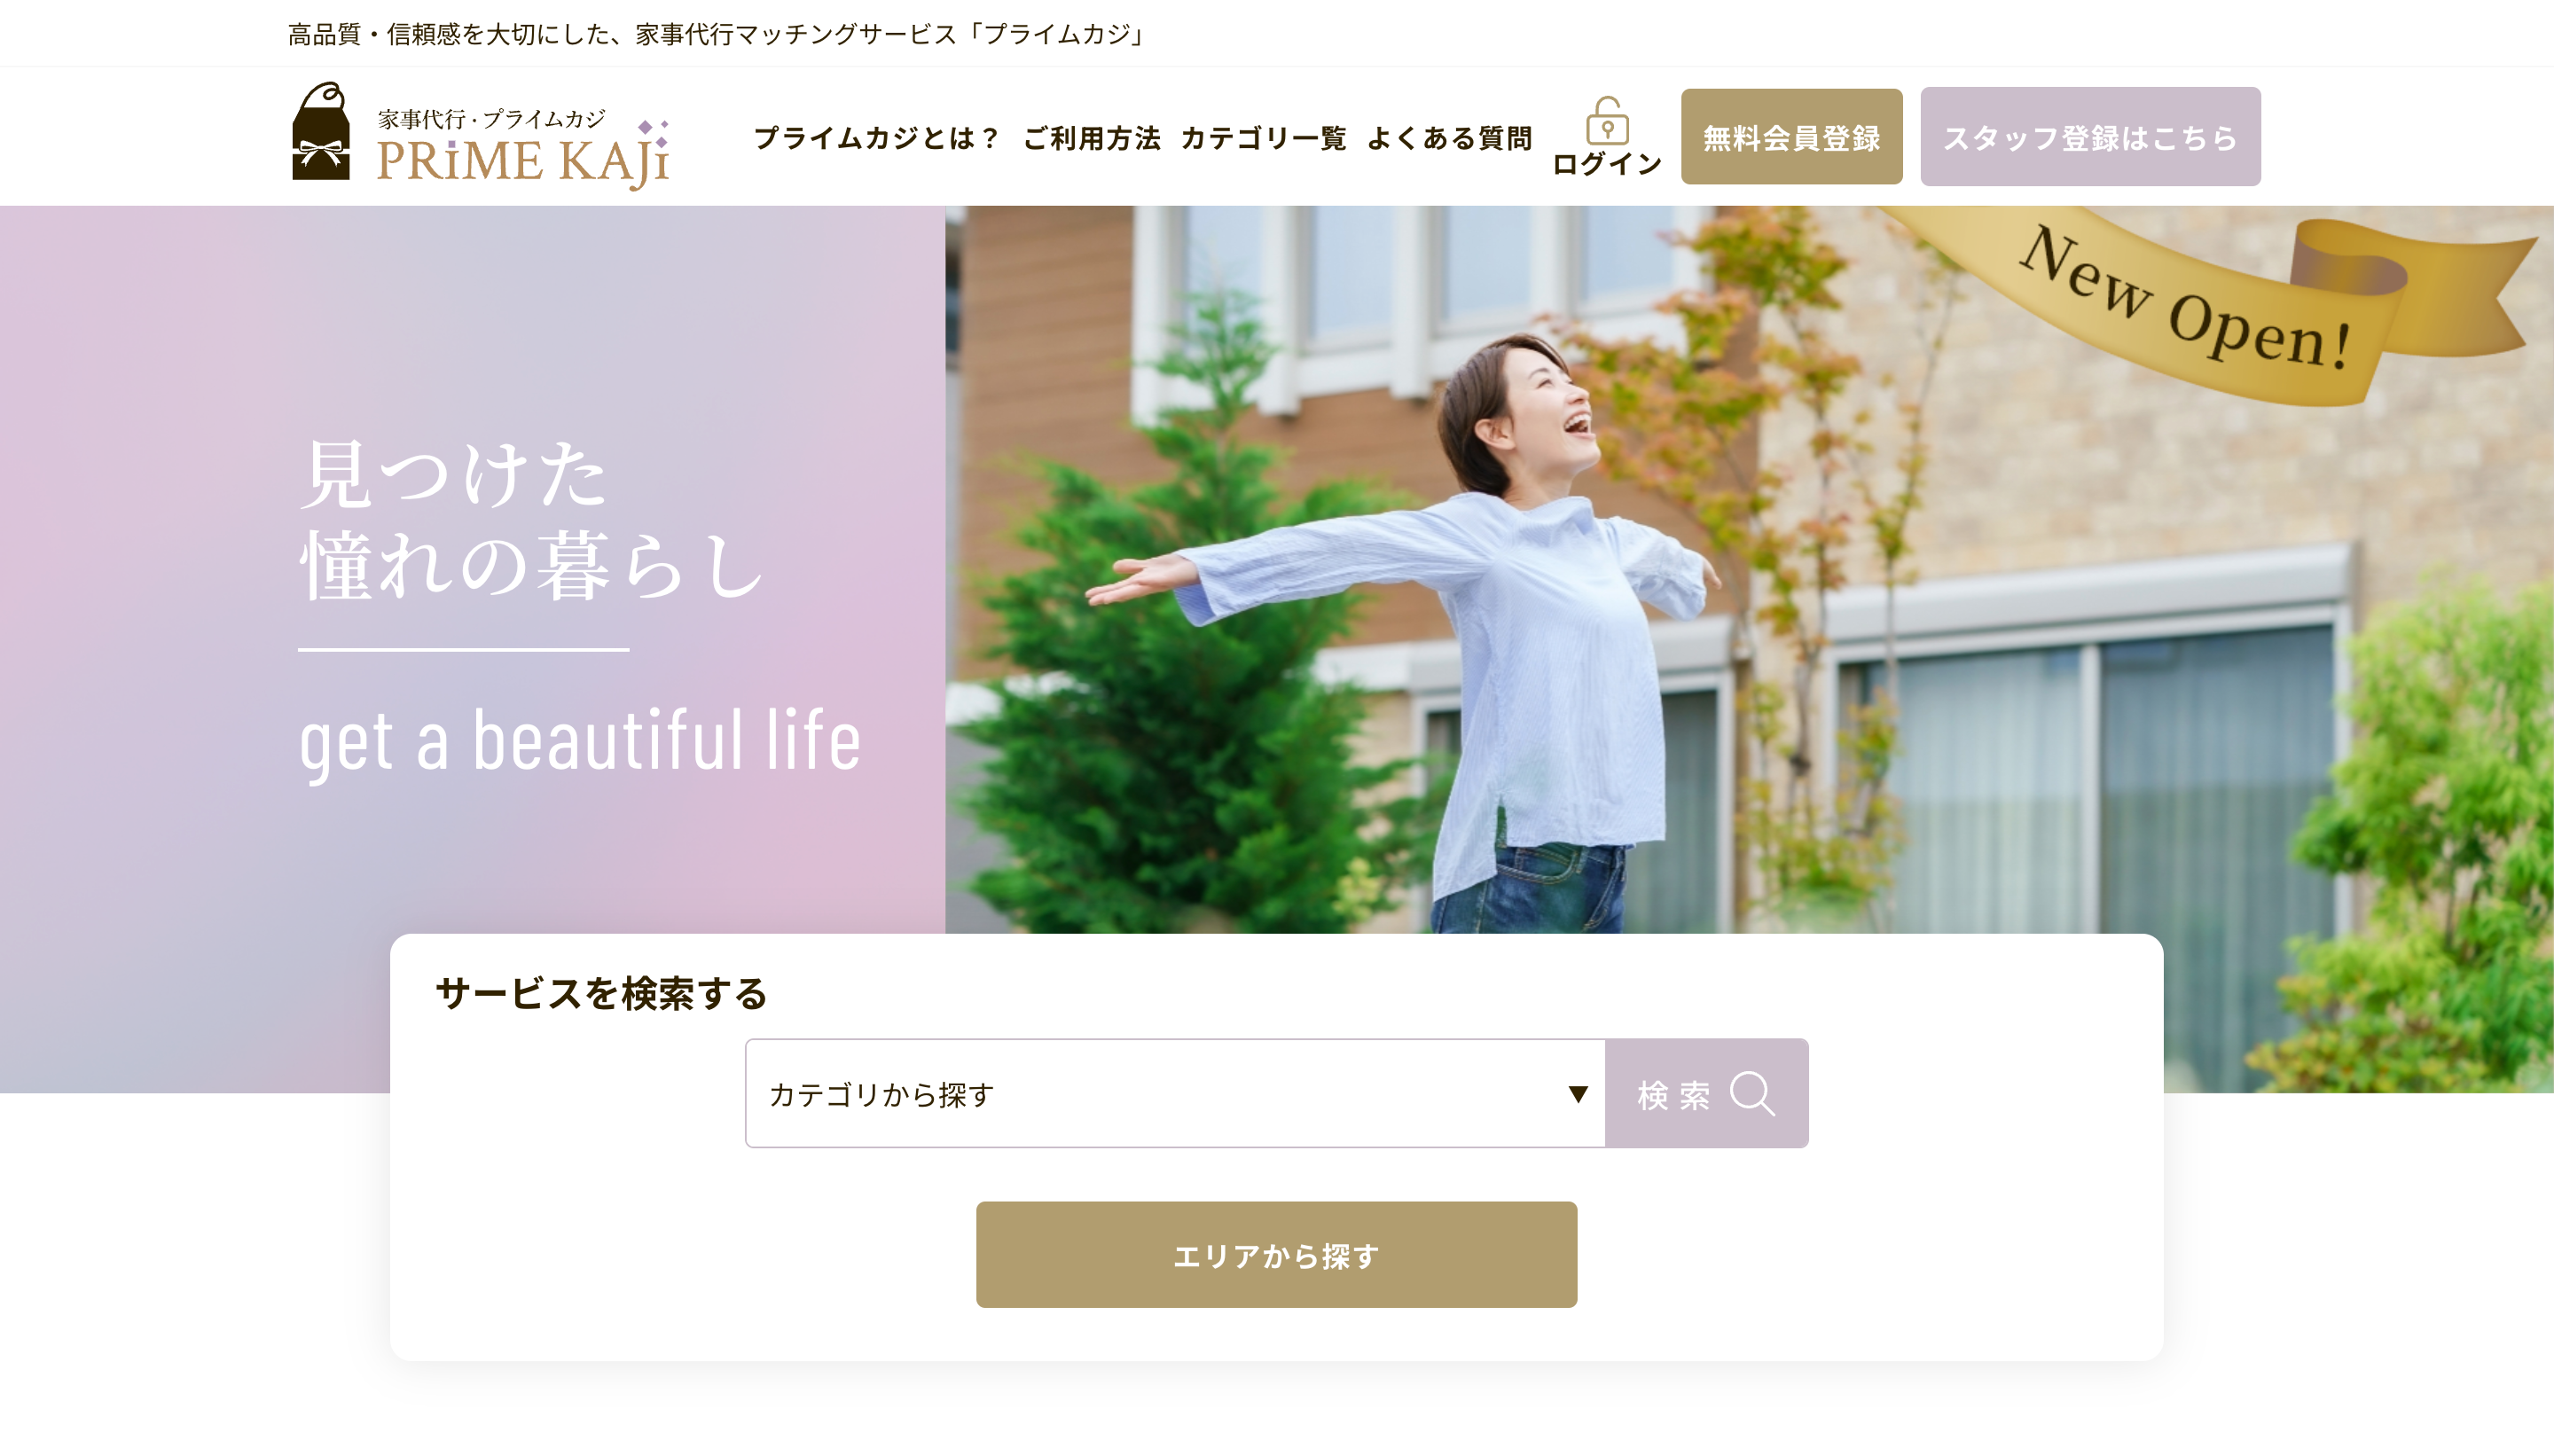 高品質・信頼感を大切にした、家事代行マッチングサービス「プライムカジ」
家事代行・プライムカジ
PRiME KAJi
プライムカジとは？
ご利用方法
カテゴリ一覧
よくある質問
ログイン
無料会員登録
スタッフ登録はこちら
New Open!
見つけた
憧れの暮らし
get a beautiful life
サービスを検索する
カテゴリから探す
検索
エリアから探す